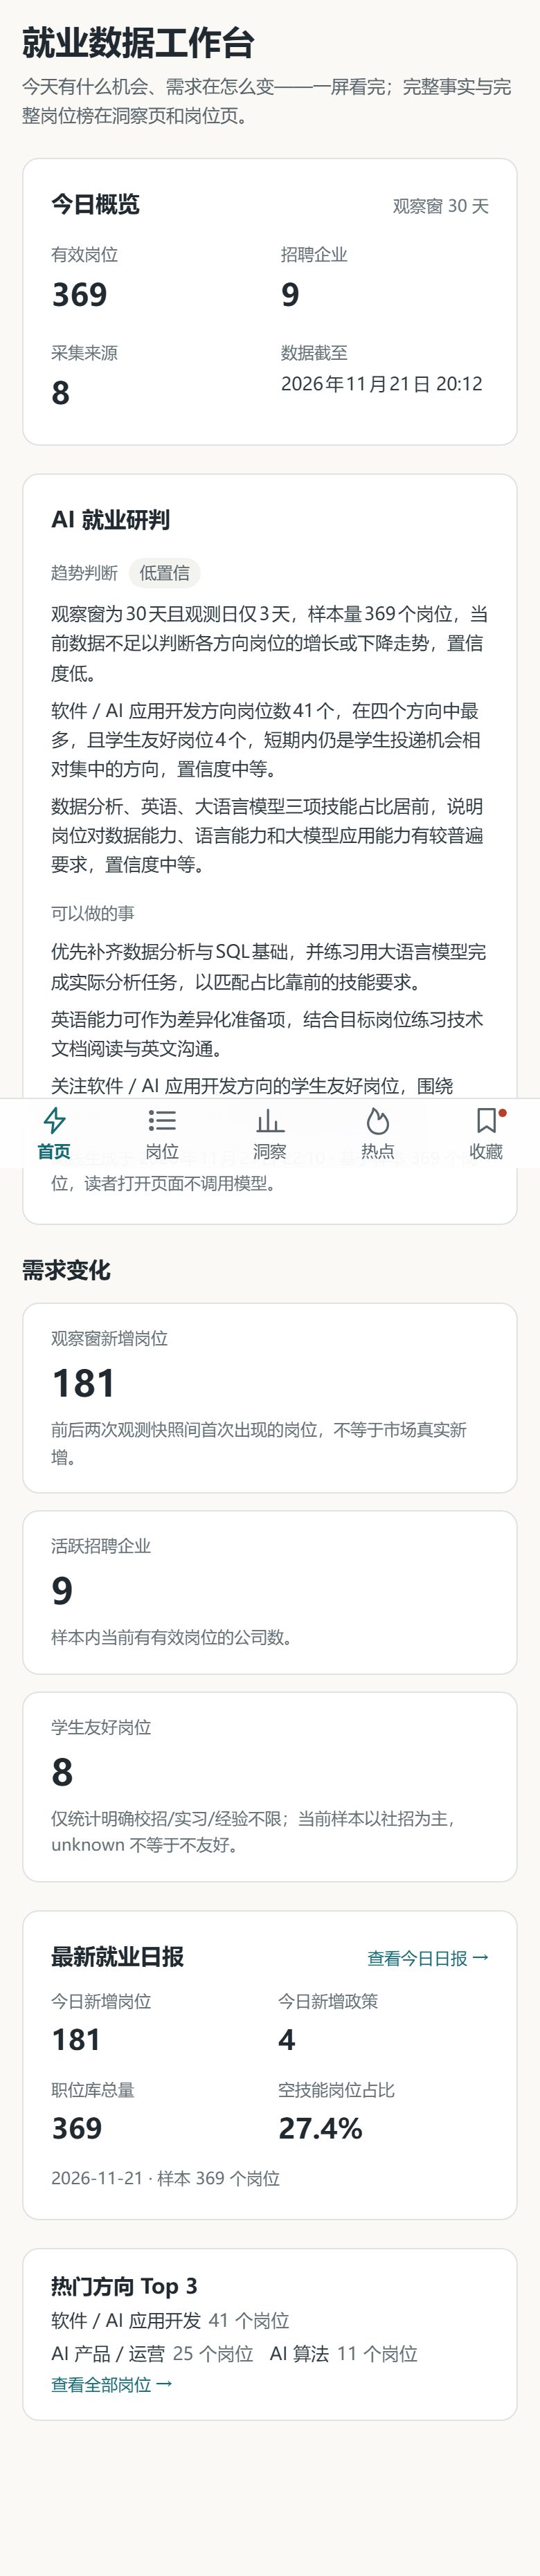 就业数据工作台
今天有什么机会、需求在怎么变——一屏看完；完整事实与完
整岗位榜在洞察页和岗位页。
今日概览
观察窗 30 天
有效岗位
招聘企业
369
9
采集来源
数据截至
8
2026年11月21日 20:12
AI 就业研判
趋势判断
低置信
观察窗为30天且观测日仅3天，样本量369个岗位，当
前数据不足以判断各方向岗位的增长或下降走势，置信
度低。
软件 / AI 应用开发方向岗位数41个，在四个方向中最
多，且学生友好岗位4个，短期内仍是学生投递机会相
对集中的方向，置信度中等。
数据分析、英语、大语言模型三项技能占比居前，说明
岗位对数据能力、语言能力和大模型应用能力有较普遍
要求，置信度中等。
可以做的事
优先补齐数据分析与SQL基础，并练习用大语言模型完
成实际分析任务，以匹配占比靠前的技能要求。
英语能力可作为差异化准备项，结合目标岗位练习技术
文档阅读与英文沟通。
关注软件 / AI 应用开发方向的学生友好岗位，围绕
首页
岗位
洞察
热点
收藏
位，读者打开页面不调用模型。
需求变化
观察窗新增岗位
181
前后两次观测快照间首次出现的岗位，不等于市场真实新
增。
活跃招聘企业
9
样本内当前有有效岗位的公司数。
学生友好岗位
8
仅统计明确校招/实习/经验不限；当前样本以社招为主，
unknown 不等于不友好。
最新就业日报
查看今日日报 →
今日新增岗位
今日新增政策
181
4
职位库总量
空技能岗位占比
369
27.4%
2026-11-21 · 样本 369 个岗位
热门方向 Top 3
软件 / AI 应用开发 41 个岗位
AI 产品 / 运营 25 个岗位 AI 算法 11 个岗位
查看全部岗位 →